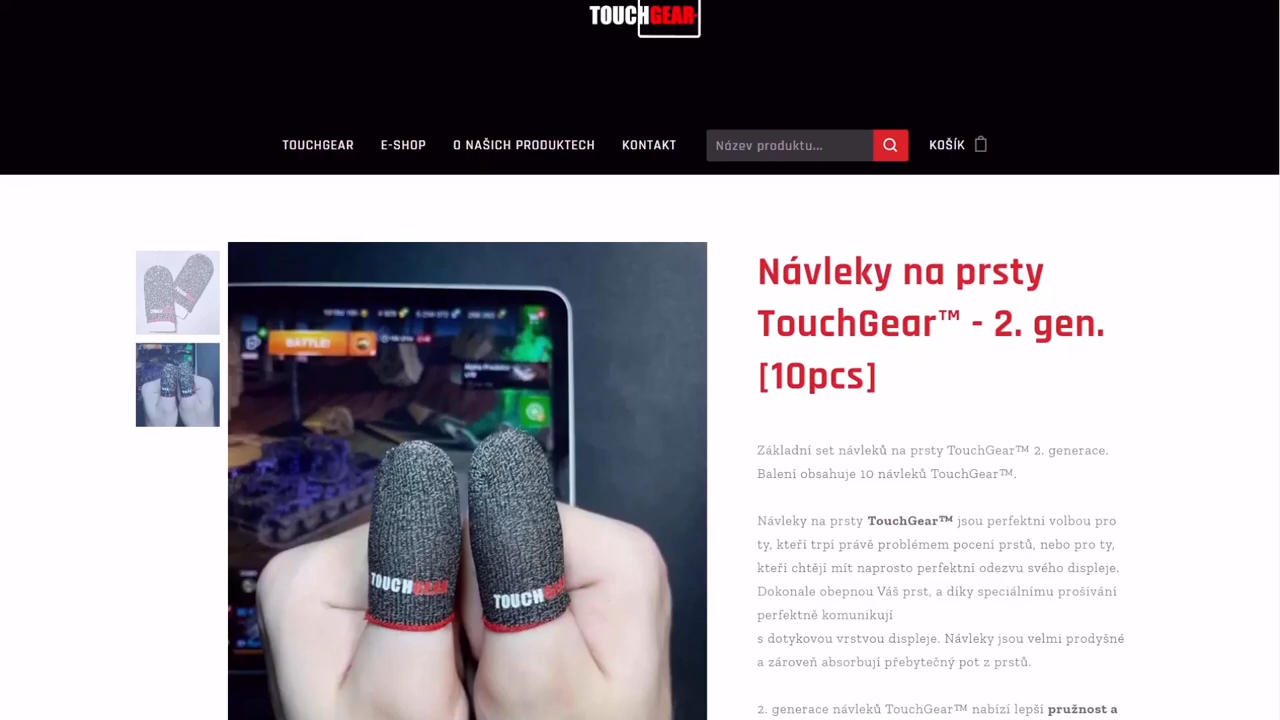 TOUCHGEAR
TOUCHGEAR
E-SHOP
O NAŠICH PRODUKTECH
KONTAKT
Název produktu...
KOŠÍK
Návleky na prsty
TouchGear™ - 2. gen.
[10pcs]
BATTLE!
TOUCHGEAR
TOUCHGEAR
Základní set návleků na prsty TouchGear™ 2. generace.
Balení obsahuje 10 návleků TouchGear™.
Návleky na prsty TouchGear™ jsou perfektní volbou pro
ty, kteří trpí právě problémem pocení prstů, nebo pro ty,
kteří chtějí mít naprosto perfektní odezvu svého displeje.
Dokonale obepnou Váš prst, a díky speciálnímu prošívání
perfektně komunikují
s dotykovou vrstvou displeje. Návleky jsou velmi prodyšné
a zároveň absorbují přebytečný pot z prstů.
2. generace návleků TouchGear™ nabízí lepší pružnost a